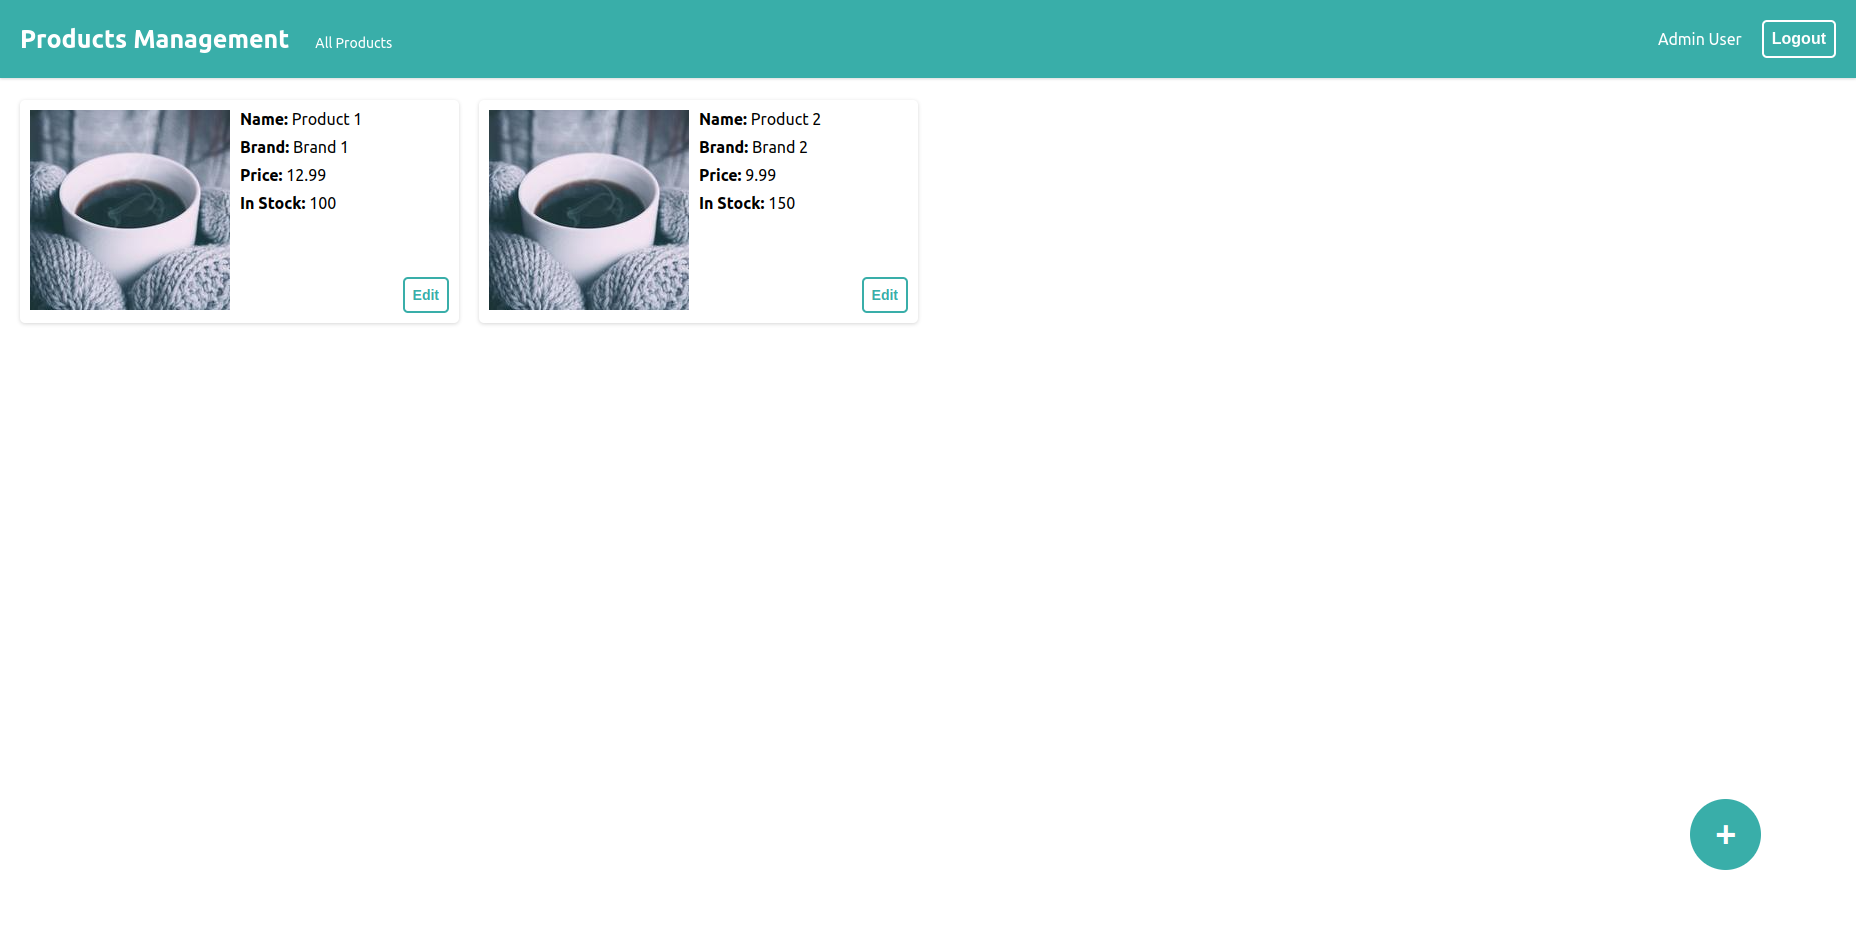 Products Management
All Products
Admin User
Logout
Name: Product 1
Brand: Brand 1
Price: 12.99
In Stock: 100
Edit
Name: Product 2
Brand: Brand 2
Price: 9.99
In Stock: 150
Edit
+